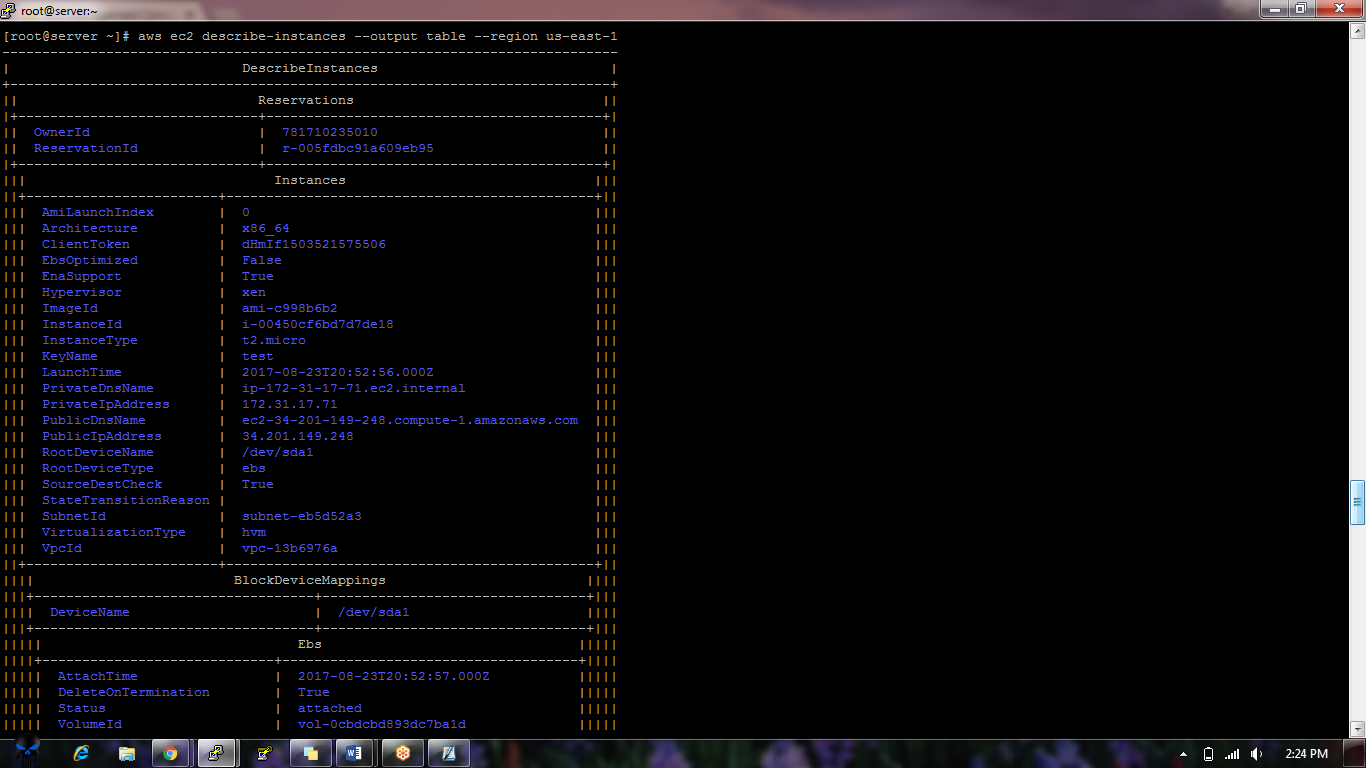 root@server:~
[root@server ~]# aws ec2 describe-instances --output table --region us-east-1
DescribeInstances
Reservations
OwnerId | 781710235010
ReservationId | r-005fdbc91a609eb95
Instances
AmiLaunchIndex | 0
Architecture | x86_64
ClientToken | dHmIf1503521575506
EbsOptimized | False
EnaSupport | True
Hypervisor | xen
ImageId | ami-c998b6b2
InstanceId | i-00450cf6bd7d7de18
InstanceType | t2.micro
KeyName | test
LaunchTime | 2017-08-23T20:52:56.000Z
PrivateDnsName | ip-172-31-17-71.ec2.internal
PrivateIpAddress | 172.31.17.71
PublicDnsName | ec2-34-201-149-248.compute-1.amazonaws.com
PublicIpAddress | 34.201.149.248
RootDeviceName | /dev/sda1
RootDeviceType | ebs
SourceDestCheck | True
StateTransitionReason |
SubnetId | subnet-eb5d52a3
VirtualizationType | hvm
VpcId | vpc-13b6976a
BlockDeviceMappings
DeviceName | /dev/sda1
Ebs
AttachTime | 2017-08-23T20:52:57.000Z
DeleteOnTermination | True
Status | attached
VolumeId | vol-0cbdcbd893dc7ba1d
2:24 PM